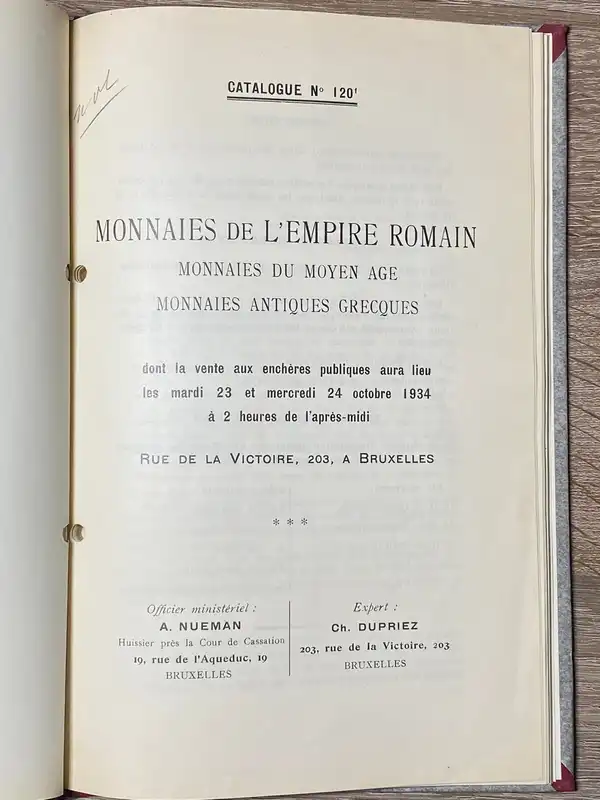 CATALOGUE Nº 120¹
MONNAIES DE L'EMPIRE ROMAIN
MONNAIES DU MOYEN AGE
MONNAIES ANTIQUES GRECQUES
dont la vente aux enchères publiques aura lieu
les mardi 23 et mercredi 24 octobre 1934
à 2 heures de l'après-midi
RUE DE LA VICTOIRE, 203, A BRUXELLES
* * *
Officier ministériel :
A. NUEMAN
Huissier près la Cour de Cassation
19, rue de l'Aqueduc, 19
BRUXELLES
Expert :
Ch. DUPRIEZ
203, rue de la Victoire, 203
BRUXELLES